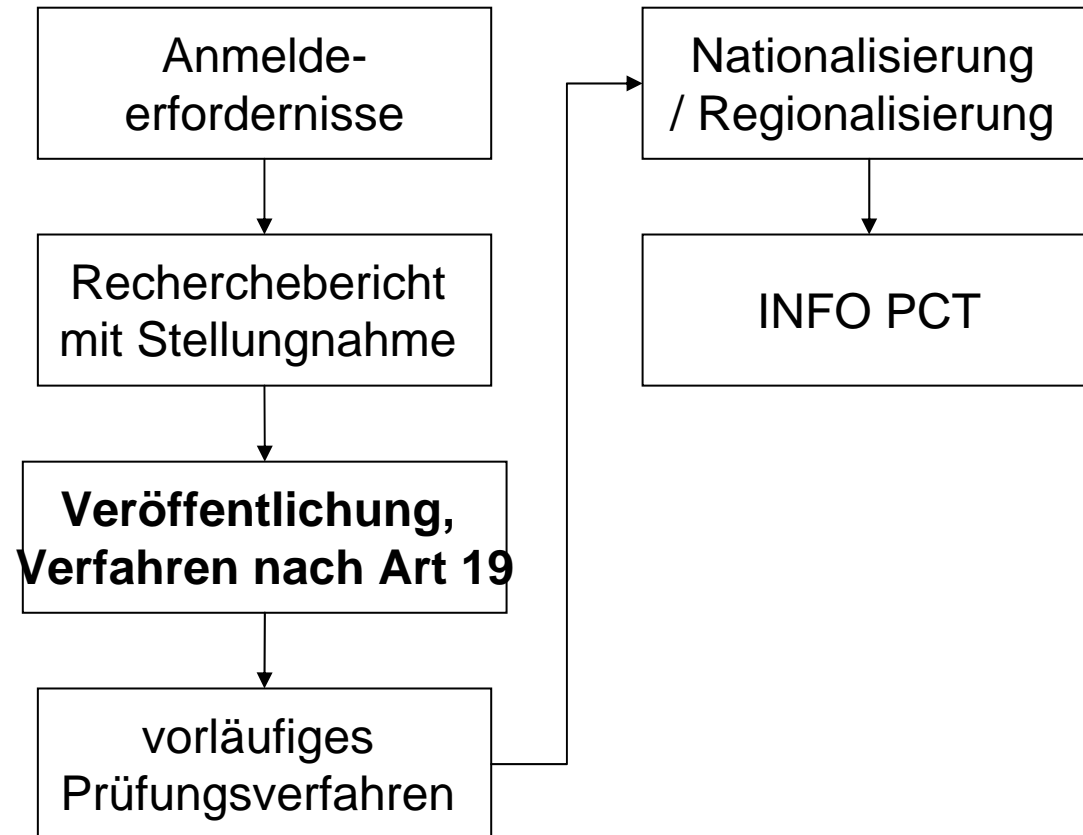 Anmelde-
erfordernisse
Recherchebericht
mit Stellungnahme
Veröffentlichung,
Verfahren nach Art 19
vorläufiges
Prüfungsverfahren
Nationalisierung
/ Regionalisierung
INFO PCT